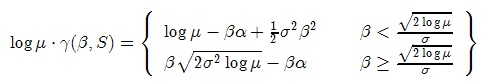 log μ · γ(β, S) = { log μ − βα + ½σ²β²   β < √(2 log μ)/σ
β√(2σ² log μ) − βα   β ≥ √(2 log μ)/σ }